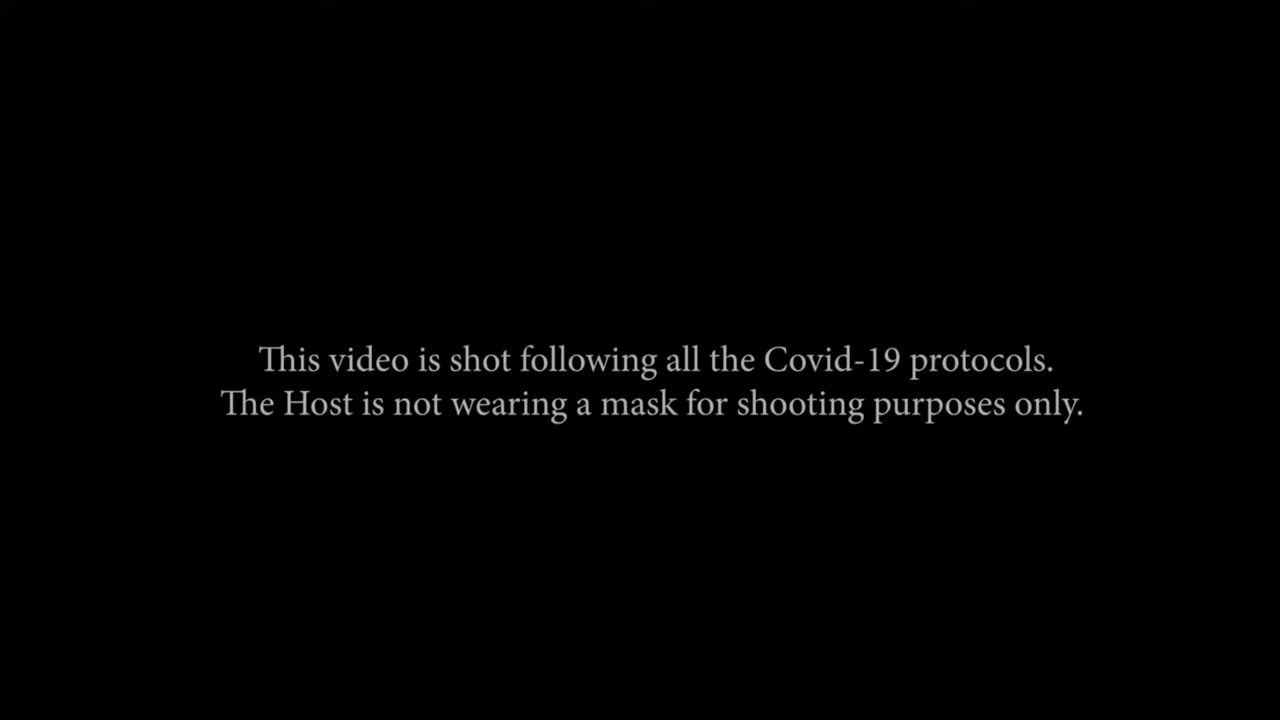 This video is shot following all the Covid-19 protocols.
The Host is not wearing a mask for shooting purposes only.